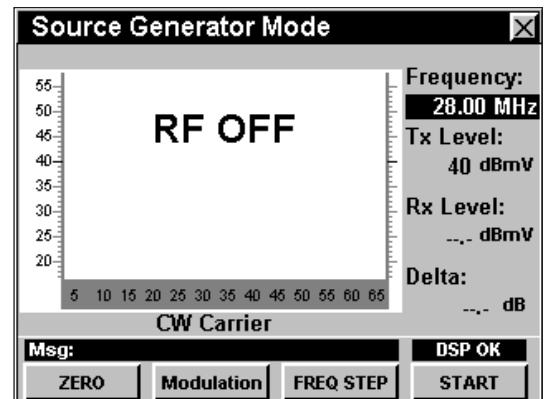 Source Generator Mode
55
50
45
40
35
30
25
20
RF OFF
5 10 15 20 25 30 35 40 45 50 55 60 65
CW Carrier
Frequency:
28.00 MHz
Tx Level:
40 dBmV
Rx Level:
--.- dBmV
Delta:
--.- dB
Msg:
DSP OK
ZERO
Modulation
FREQ STEP
START